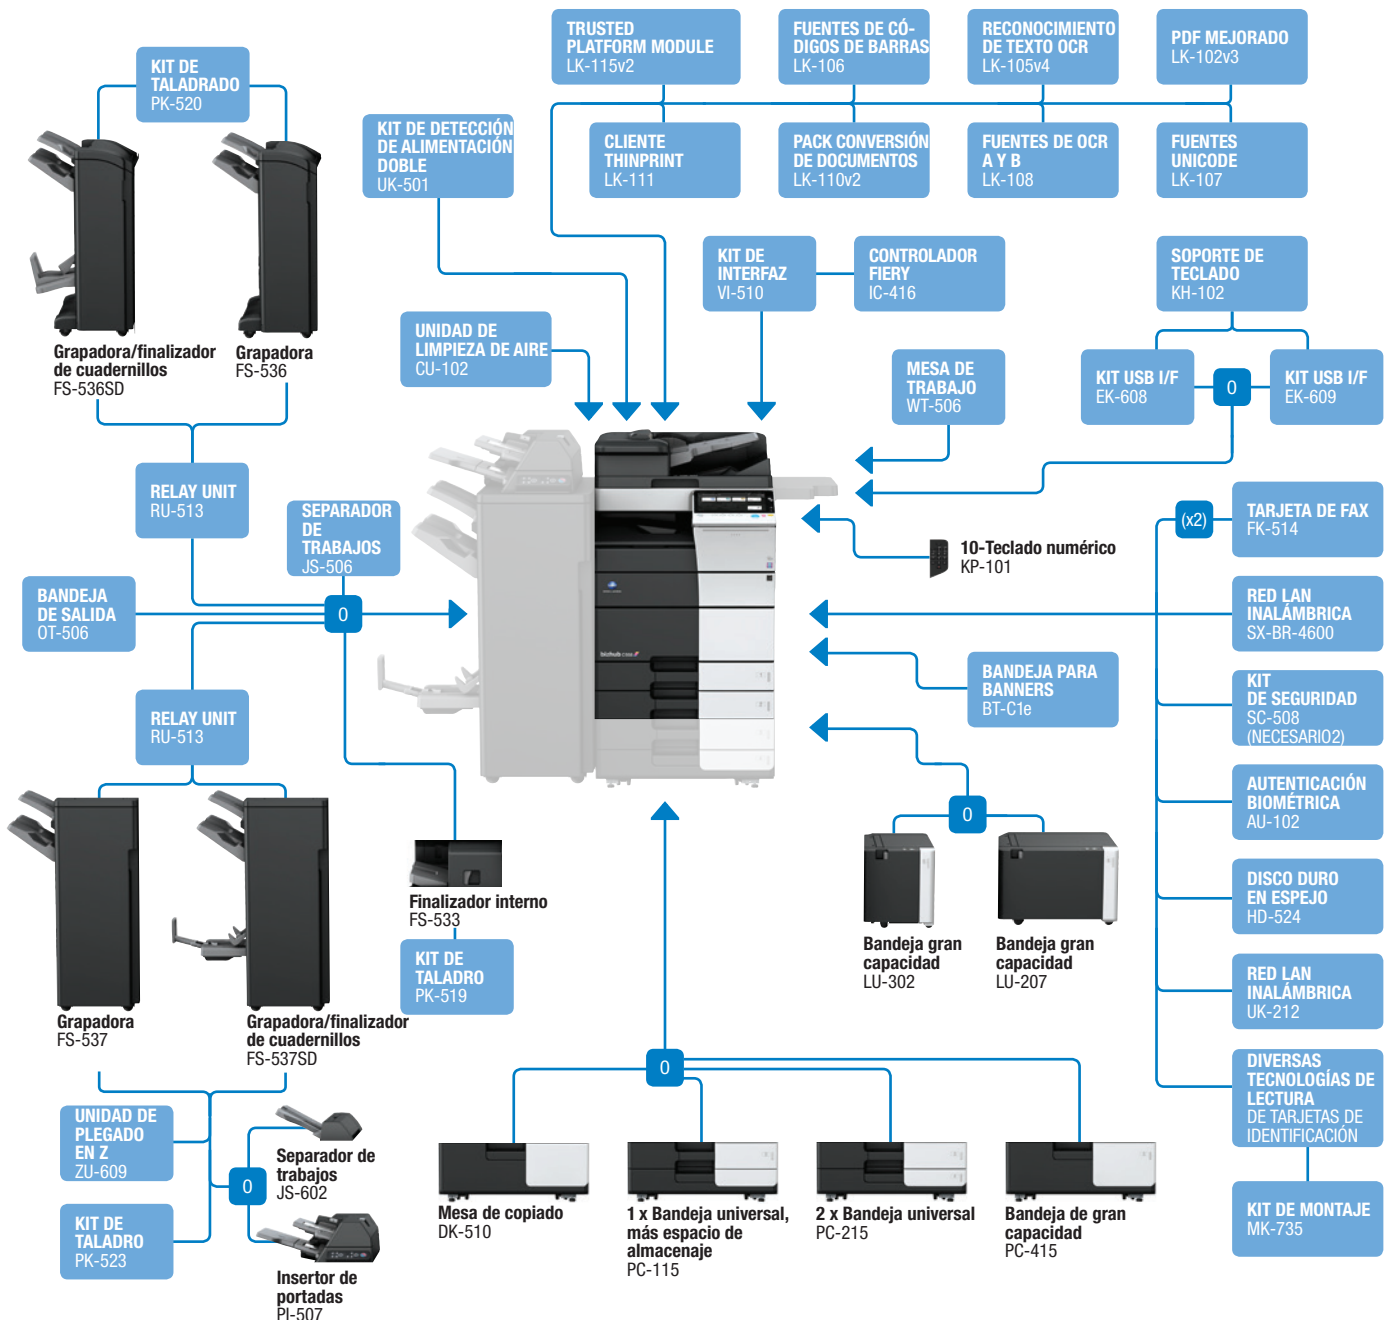 TRUSTED
PLATFORM MODULE
LK-115v2
FUENTES DE CÓ-
DIGOS DE BARRAS
LK-106
RECONOCIMIENTO
DE TEXTO OCR
LK-105v4
PDF MEJORADO
LK-102v3
KIT DE
TALADRADO
PK-520
KIT DE DETECCIÓN
DE ALIMENTACIÓN
DOBLE
UK-501
CLIENTE
THINPRINT
LK-111
PACK CONVERSIÓN
DE DOCUMENTOS
LK-110v2
FUENTES DE OCR
A Y B
LK-108
FUENTES
UNICODE
LK-107
KIT DE
INTERFAZ
VI-510
CONTROLADOR
FIERY
IC-416
SOPORTE DE
TECLADO
KH-102
UNIDAD DE
LIMPIEZA DE AIRE
CU-102
Grapadora/finalizador
de cuadernillos
FS-536SD
Grapadora
FS-536
MESA DE
TRABAJO
WT-506
KIT USB I/F
EK-608
O
KIT USB I/F
EK-609
RELAY UNIT
RU-513
SEPARADOR
DE
TRABAJOS
JS-506
(x2)
TARJETA DE FAX
FK-514
10-Teclado numérico
KP-101
BANDEJA
DE SALIDA
OT-506
O
RED LAN
INALÁMBRICA
SX-BR-4600
bizhub
BANDEJA PARA
BANNERS
BT-C1e
KIT
DE SEGURIDAD
SC-508
(NECESARIO2)
RELAY UNIT
RU-513
AUTENTICACIÓN
BIOMÉTRICA
AU-102
O
Finalizador interno
FS-533
DISCO DURO
EN ESPEJO
HD-524
Bandeja gran
capacidad
LU-302
Bandeja gran
capacidad
LU-207
KIT DE
TALADRO
PK-519
RED LAN
INALÁMBRICA
UK-212
Grapadora
FS-537
Grapadora/finalizador
de cuadernillos
FS-537SD
O
DIVERSAS
TECNOLOGÍAS DE
LECTURA
DE TARJETAS DE
IDENTIFICACIÓN
UNIDAD DE
PLEGADO
EN Z
ZU-609
Separador de
trabajos
JS-602
O
KIT DE
TALADRO
PK-523
Insertor de
portadas
PI-507
Mesa de copiado
DK-510
1 x Bandeja universal,
más espacio de
almacenaje
PC-115
2 x Bandeja universal
PC-215
Bandeja de gran
capacidad
PC-415
KIT DE MONTAJE
MK-735